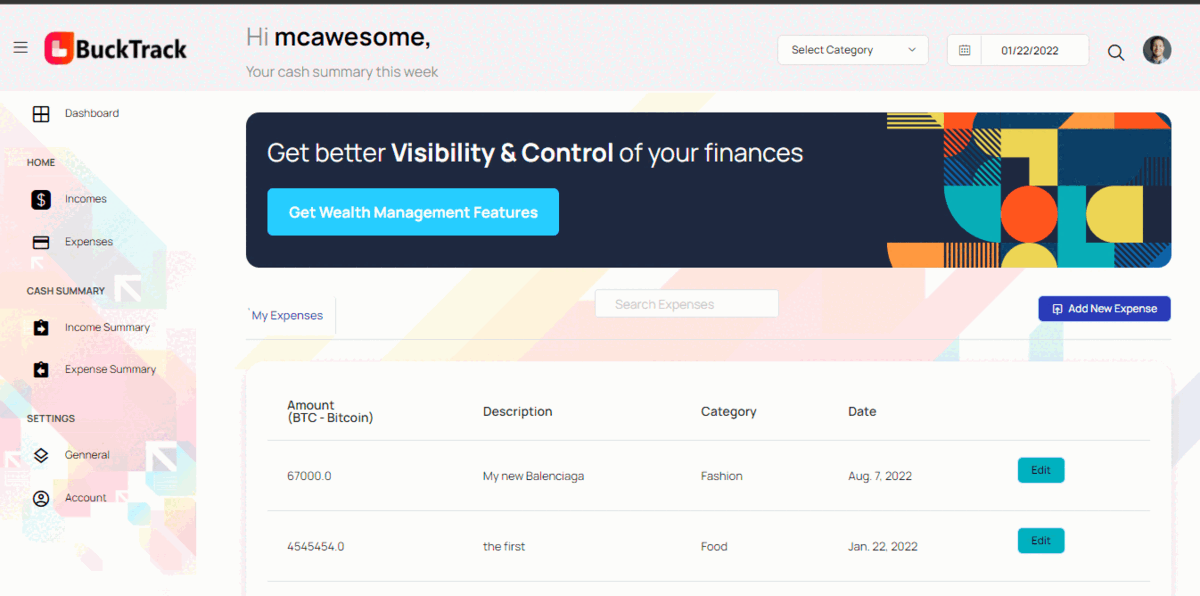 BuckTrack
Hi mcawesome,
Your cash summary this week
Select Category
01/22/2022
Dashboard
HOME
Incomes
Expenses
CASH SUMMARY
Income Summary
Expense Summary
SETTINGS
Genneral
Account
Get better Visibility & Control of your finances
Get Wealth Management Features
My Expenses
Search Expenses
Add New Expense
Amount
(BTC - Bitcoin)
Description
Category
Date
67000.0
My new Balenciaga
Fashion
Aug. 7, 2022
Edit
4545454.0
the first
Food
Jan. 22, 2022
Edit